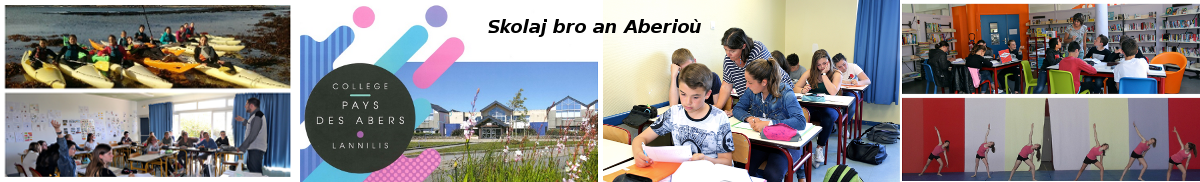 Skolaj bro an Aberioù
COLLEGE
PAYS
DES ABERS
LANNILIS